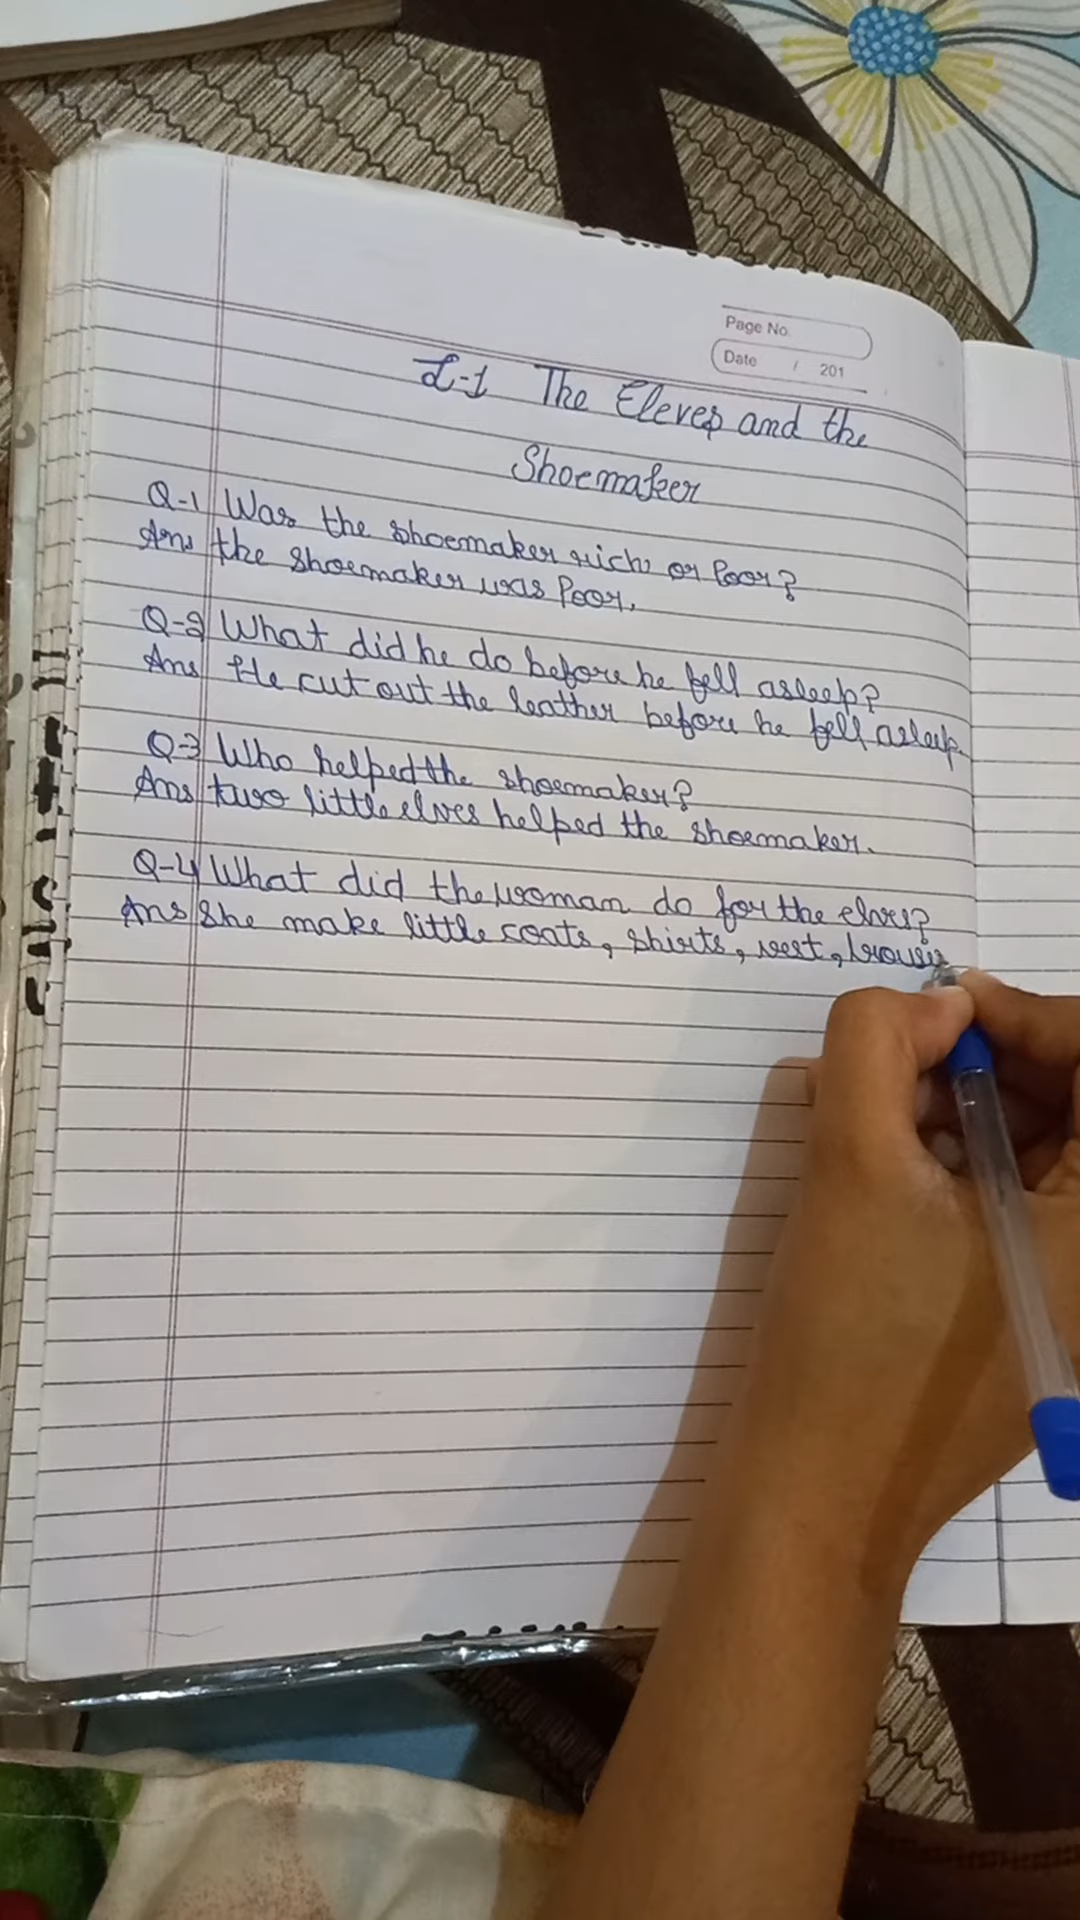 Page No.
Date / 201
L-1 The Eleves and the
Shoemaker
Q-1 Was the shoemaker rich or Poor?
Ans the shoemaker was Poor.
Q-2 What did he do before he fell asleep?
Ans He cut out the leather before he fell asleep.
Q-3 Who helped the shoemaker?
Ans two little elves helped the shoemaker.
Q-4 What did the woman do for the elves?
Ans She make little coats, shirts, vest,